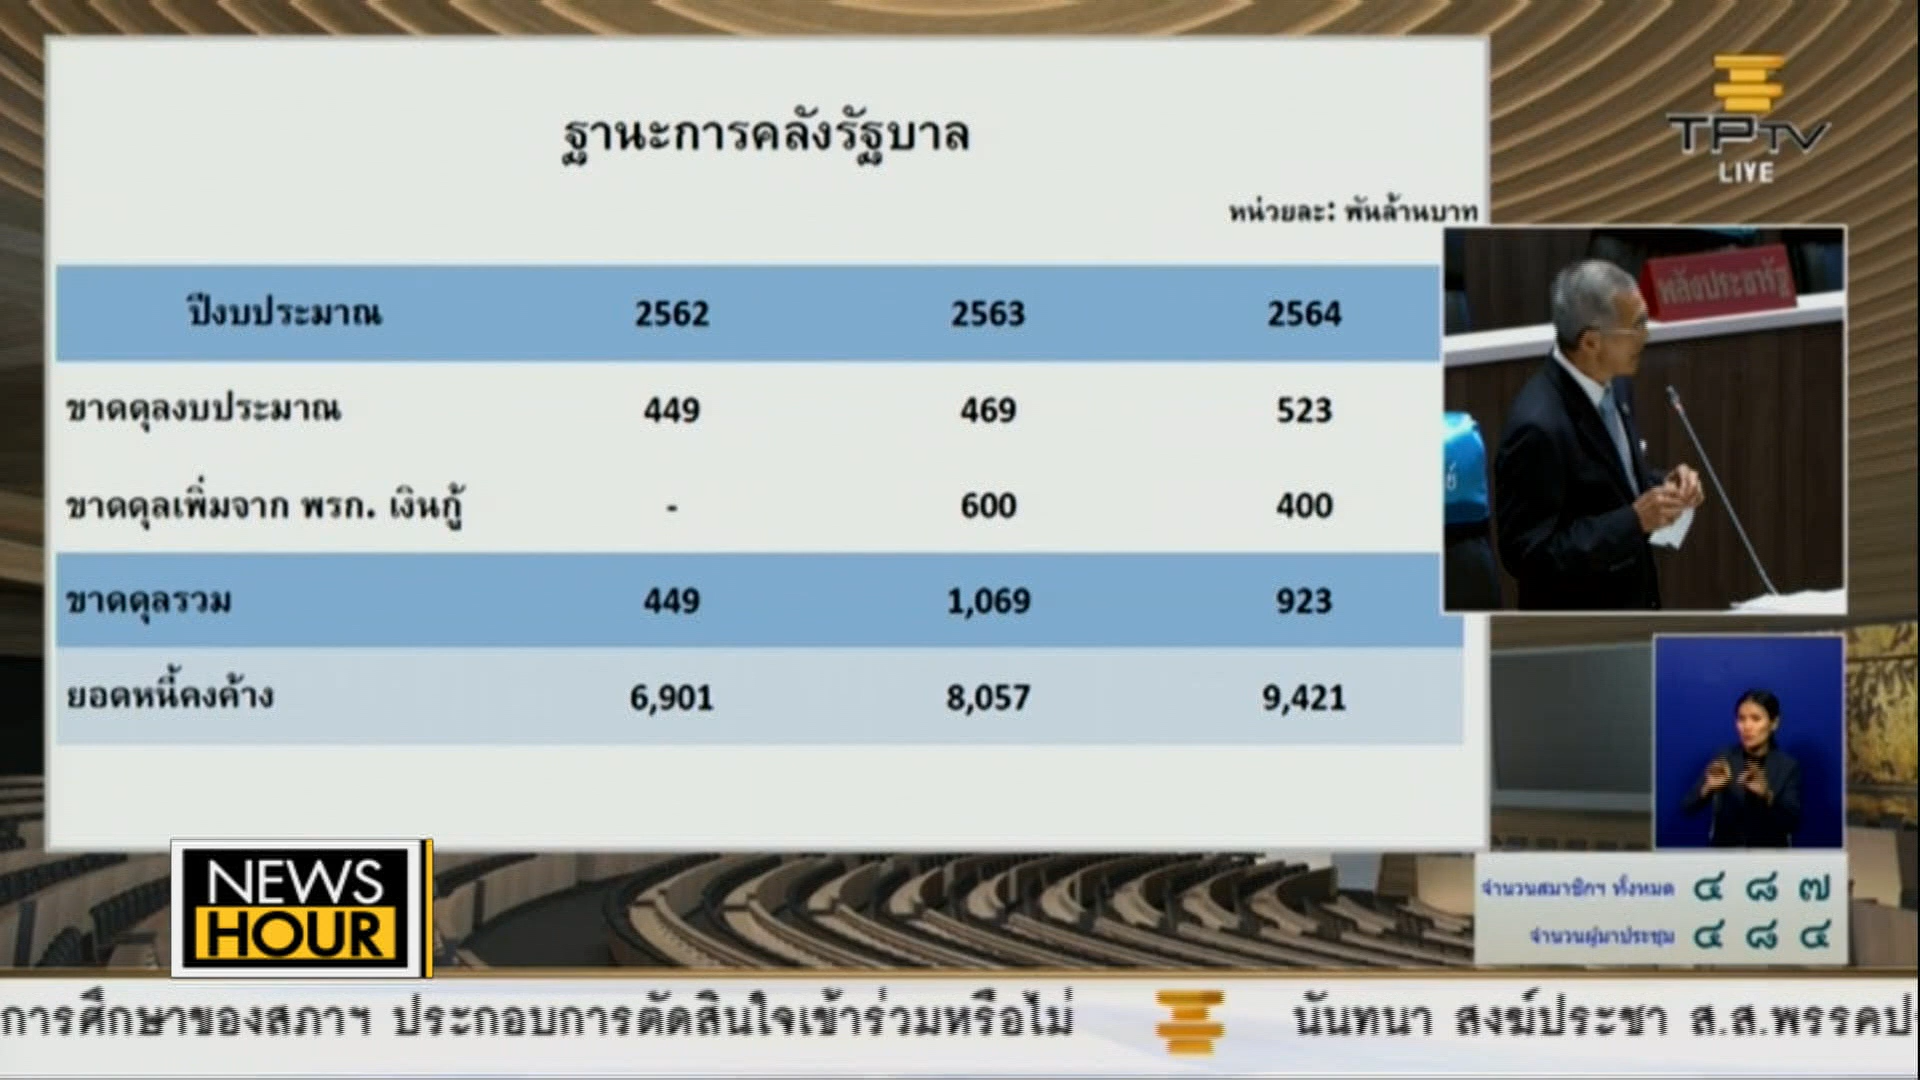 ฐานะการคลังรัฐบาล
หน่วยละ: พันล้านบาท
ปีงบประมาณ 2562 2563 2564
ขาดดุลงบประมาณ 449 469 523
ขาดดุลเพิ่มจาก พรก. เงินกู้ - 600 400
ขาดดุลรวม 449 1,069 923
ยอดหนี้คงค้าง 6,901 8,057 9,421
TPTV
LIVE
พลังประชารัฐ
จำนวนสมาชิกฯ ทั้งหมด ๔ ๘ ๗
จำนวนผู้มาประชุม ๔ ๘ ๔
NEWS
HOUR
การศึกษาของสภาฯ ประกอบการตัดสินใจเข้าร่วมหรือไม่ นันทนา สงฆ์ประชา ส.ส.พรรคป